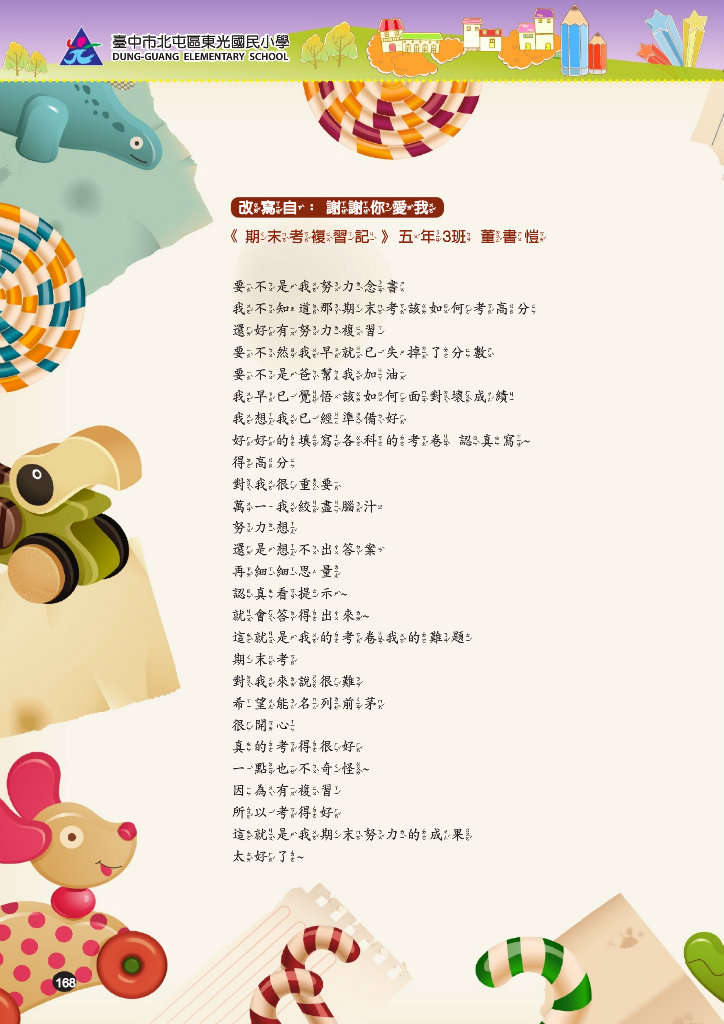 臺中市北屯區東光國民小學
DUNG-GUANG ELEMENTARY SCHOOL
改寫自： 謝謝你愛我
《 期末考複習記 》 五年3班 董書愷
要不是我努力念書
我不知道那期末考該如何考高分
還好有努力複習
要不然我早就已失掉了分數
要不是爸幫我加油
我早已覺悟該如何面對壞成績
我想我已經準備好
好好的填寫各科的考卷 認真寫~
得高分
對我很重要
萬一我絞盡腦汁
努力想
還是想不出答案
再細細思量
認真看提示~
就會答得出來~
這就是我的考卷我的難題
期末考
對我來說很難
希望能名列前茅
很開心
真的考得很好
一點也不奇怪~
因為有複習
所以考得好
這就是我期末努力的成果
太好了~
168